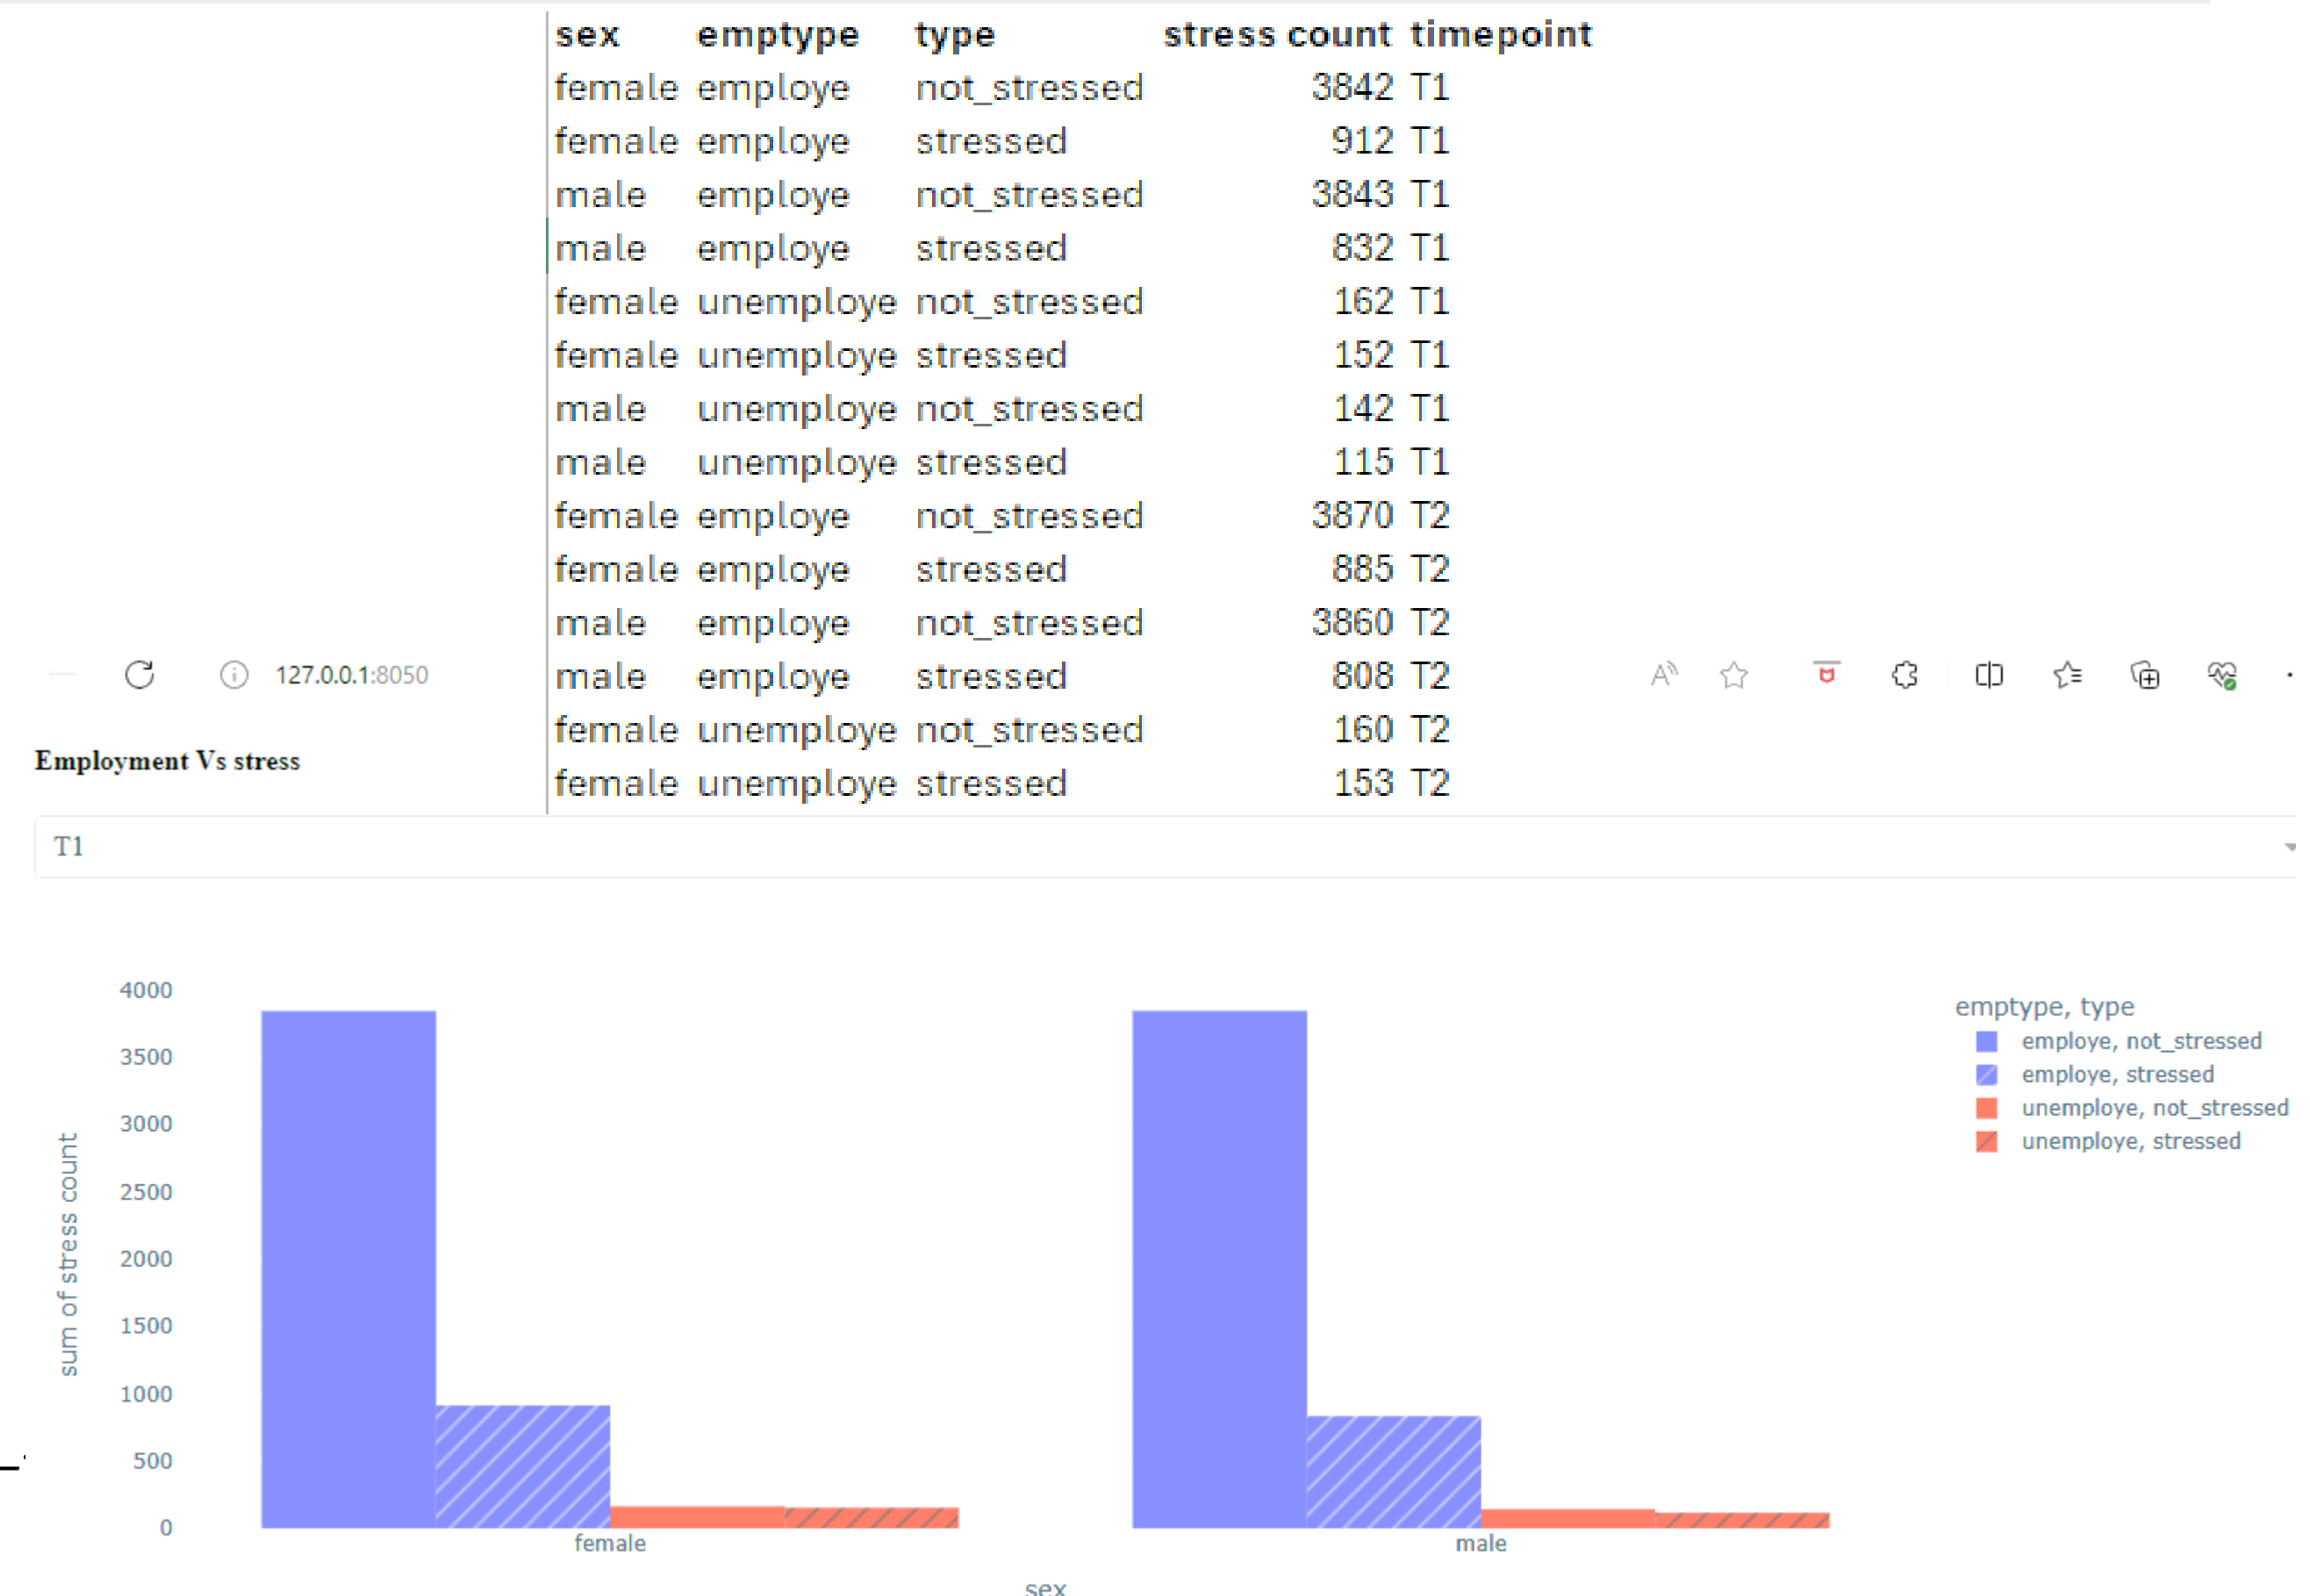 sex emptype type stress count timepoint
female employe not_stressed 3842 T1
female employe stressed 912 T1
male employe not_stressed 3843 T1
male employe stressed 832 T1
female unemploye not_stressed 162 T1
female unemploye stressed 152 T1
male unemploye not_stressed 142 T1
male unemploye stressed 115 T1
female employe not_stressed 3870 T2
female employe stressed 885 T2
male employe not_stressed 3860 T2
male employe stressed 808 T2
female unemploye not_stressed 160 T2
female unemploye stressed 153 T2
127.0.0.1:8050
Employment Vs stress
T1
4000
3500
3000
2500
2000
1500
1000
500
0
sum of stress count
female
male
sex
emptype, type
employe, not_stressed
employe, stressed
unemploye, not_stressed
unemploye, stressed